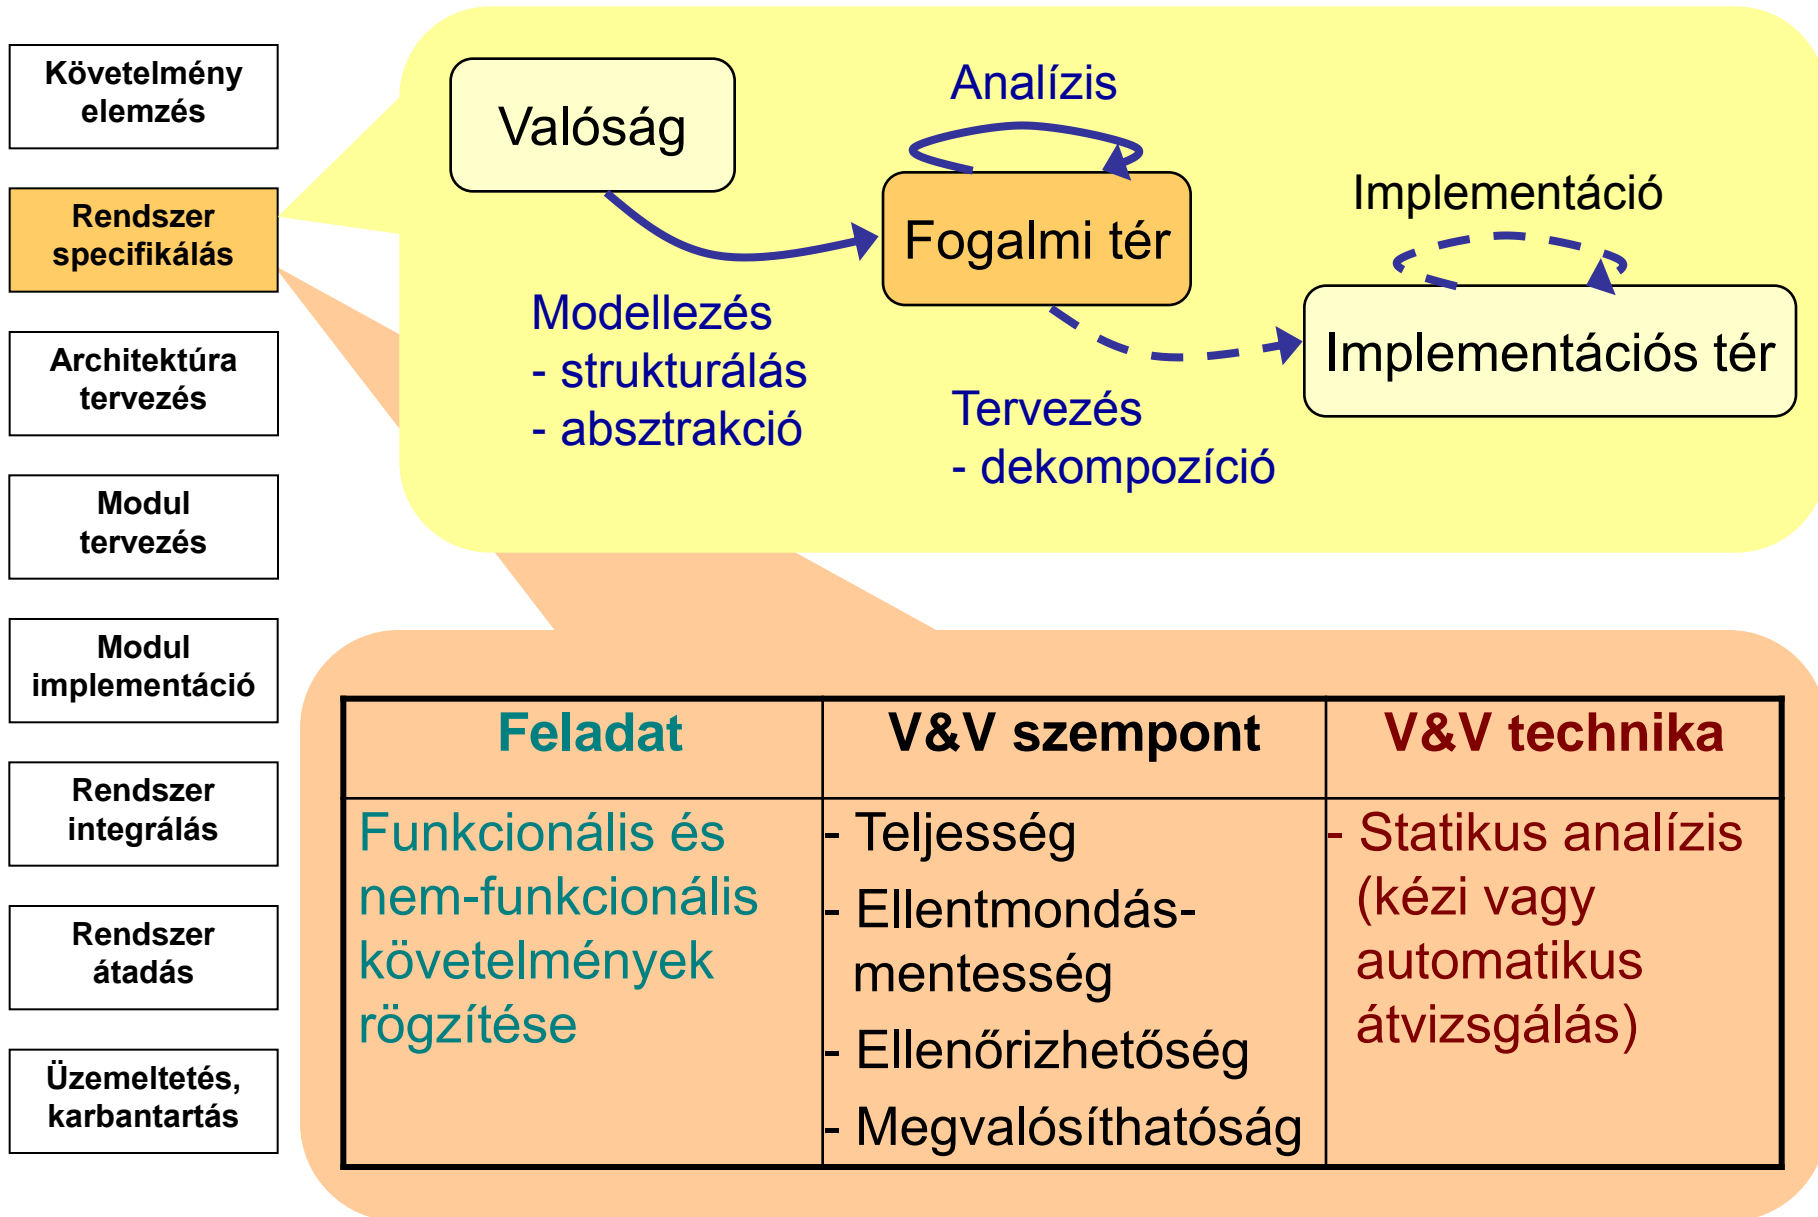 Követelmény
elemzés
Rendszer
specifikálás
Architektúra
tervezés
Modul
tervezés
Modul
implementáció
Rendszer
integrálás
Rendszer
átadás
Üzemeltetés,
karbantartás
Valóság
Analízis
Fogalmi tér
Implementáció
Implementációs tér
Modellezés
- strukturálás
- absztrakció
Tervezés
- dekompozíció
Feladat
Funkcionális és
nem-funkcionális
követelmények
rögzítése
V&V szempont
- Teljesség
- Ellentmondás-
mentesség
- Ellenőrizhetőség
- Megvalósíthatóság
V&V technika
- Statikus analízis
(kézi vagy
automatikus
átvizsgálás)